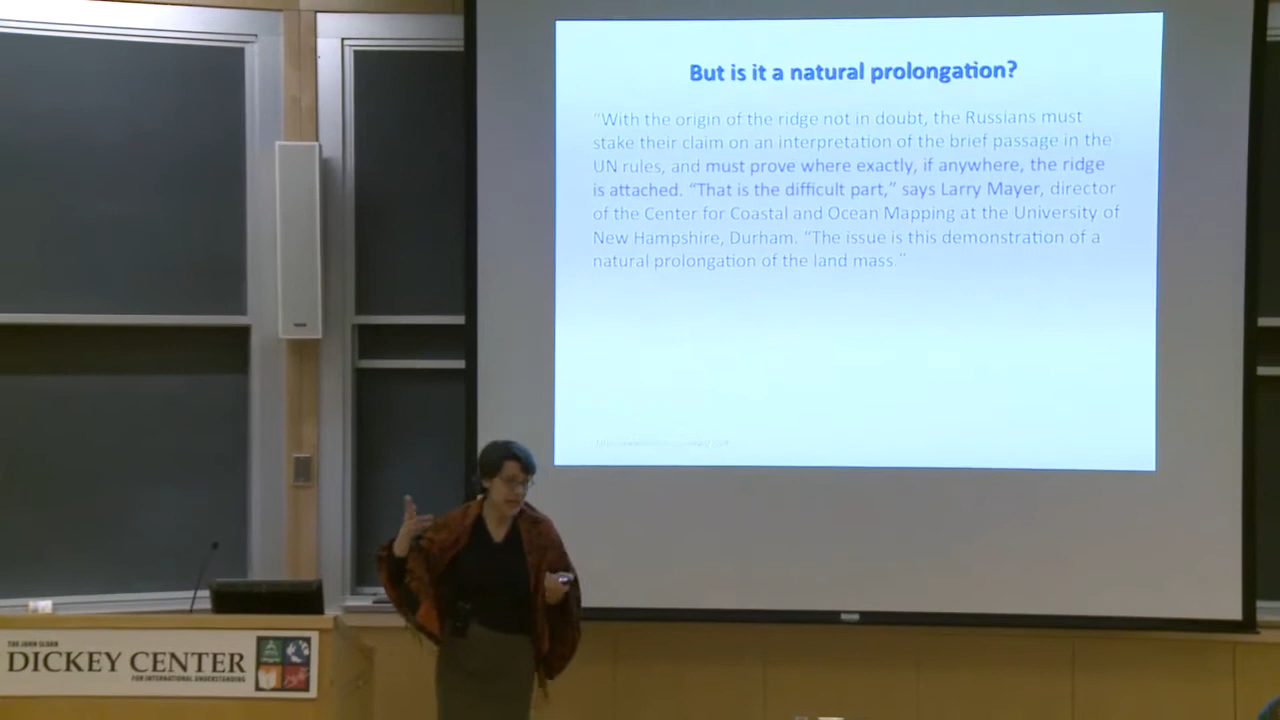 But is it a natural prolongation?
“With the origin of the ridge not in doubt, the Russians must
stake their claim on an interpretation of the brief passage in the
UN rules, and must prove where exactly, if anywhere, the ridge
is attached. “That is the difficult part,” says Larry Mayer, director
of the Center for Coastal and Ocean Mapping at the University of
New Hampshire, Durham. “The issue is this demonstration of a
natural prolongation of the land mass.”
THE JOHN SLOAN
DICKEY CENTER
FOR INTERNATIONAL UNDERSTANDING